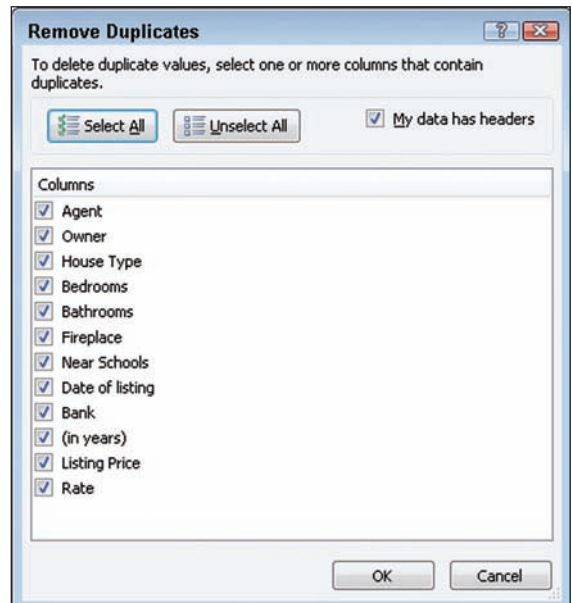 Remove Duplicates
To delete duplicate values, select one or more columns that contain
duplicates.
Select All
Unselect All
My data has headers
Columns
Agent
Owner
House Type
Bedrooms
Bathrooms
Fireplace
Near Schools
Date of listing
Bank
(in years)
Listing Price
Rate
OK
Cancel